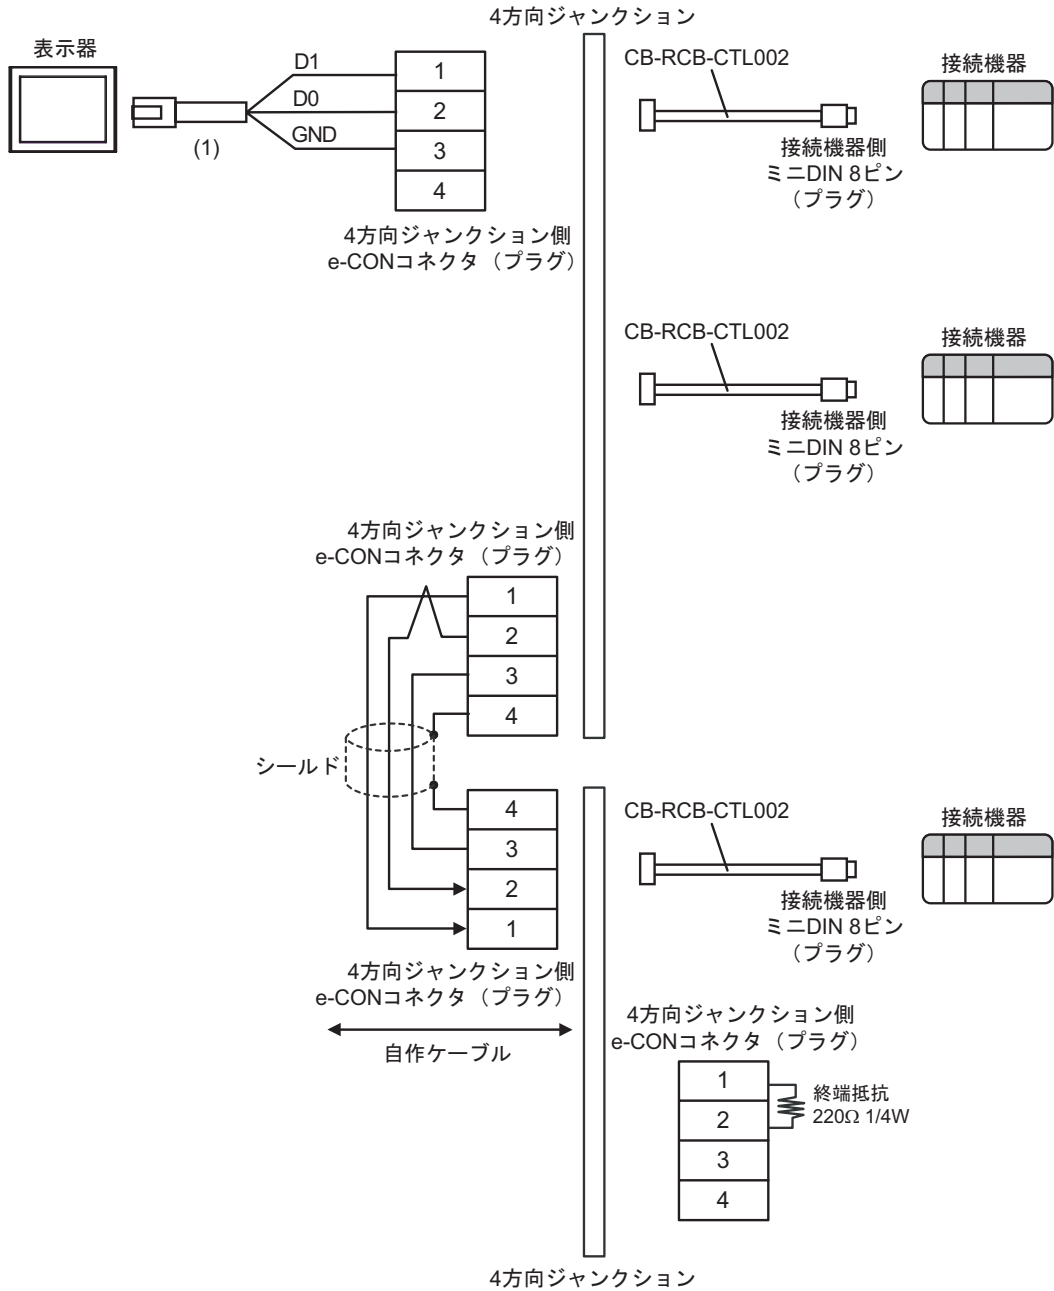 4方向ジャンクション
表示器
D1
D0
GND
(1)
1
2
3
4
4方向ジャンクション側
e-CONコネクタ（プラグ）
CB-RCB-CTL002
接続機器
接続機器側
ミニDIN 8ピン
（プラグ）
CB-RCB-CTL002
接続機器
接続機器側
ミニDIN 8ピン
（プラグ）
4方向ジャンクション側
e-CONコネクタ（プラグ）
1
2
3
4
シールド
4
3
2
1
4方向ジャンクション側
e-CONコネクタ（プラグ）
自作ケーブル
CB-RCB-CTL002
接続機器
接続機器側
ミニDIN 8ピン
（プラグ）
4方向ジャンクション側
e-CONコネクタ（プラグ）
1
2
3
4
終端抵抗
220Ω 1/4W
4方向ジャンクション